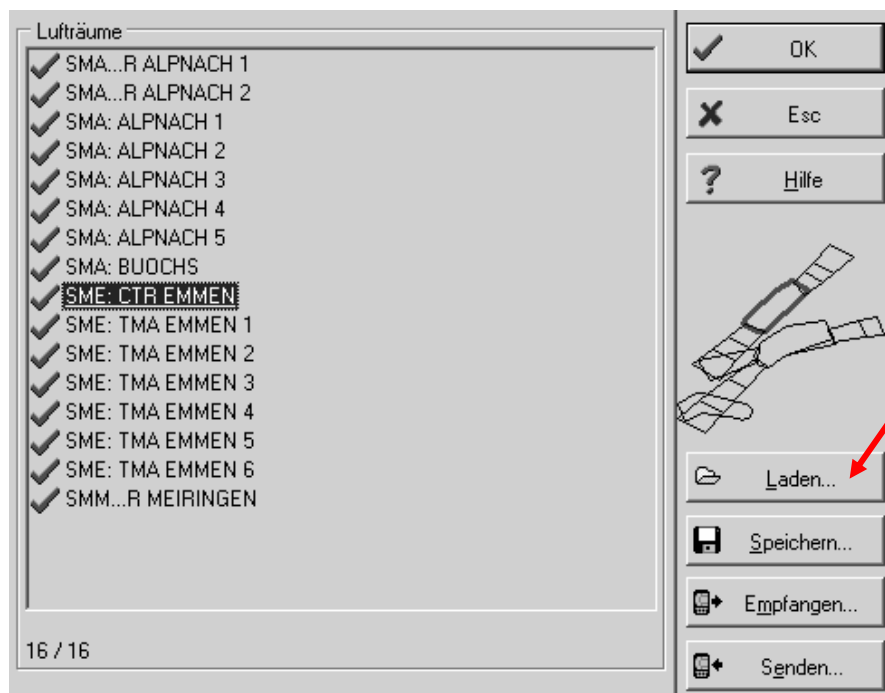 Lufträume
SMA...R ALPNACH 1
SMA...R ALPNACH 2
SMA: ALPNACH 1
SMA: ALPNACH 2
SMA: ALPNACH 3
SMA: ALPNACH 4
SMA: ALPNACH 5
SMA: BUOCHS
SME: CTR EMMEN
SME: TMA EMMEN 1
SME: TMA EMMEN 2
SME: TMA EMMEN 3
SME: TMA EMMEN 4
SME: TMA EMMEN 5
SME: TMA EMMEN 6
SMM...R MEIRINGEN
16 / 16
OK
Esc
? Hilfe
Laden...
Speichern...
Empfangen...
Senden...